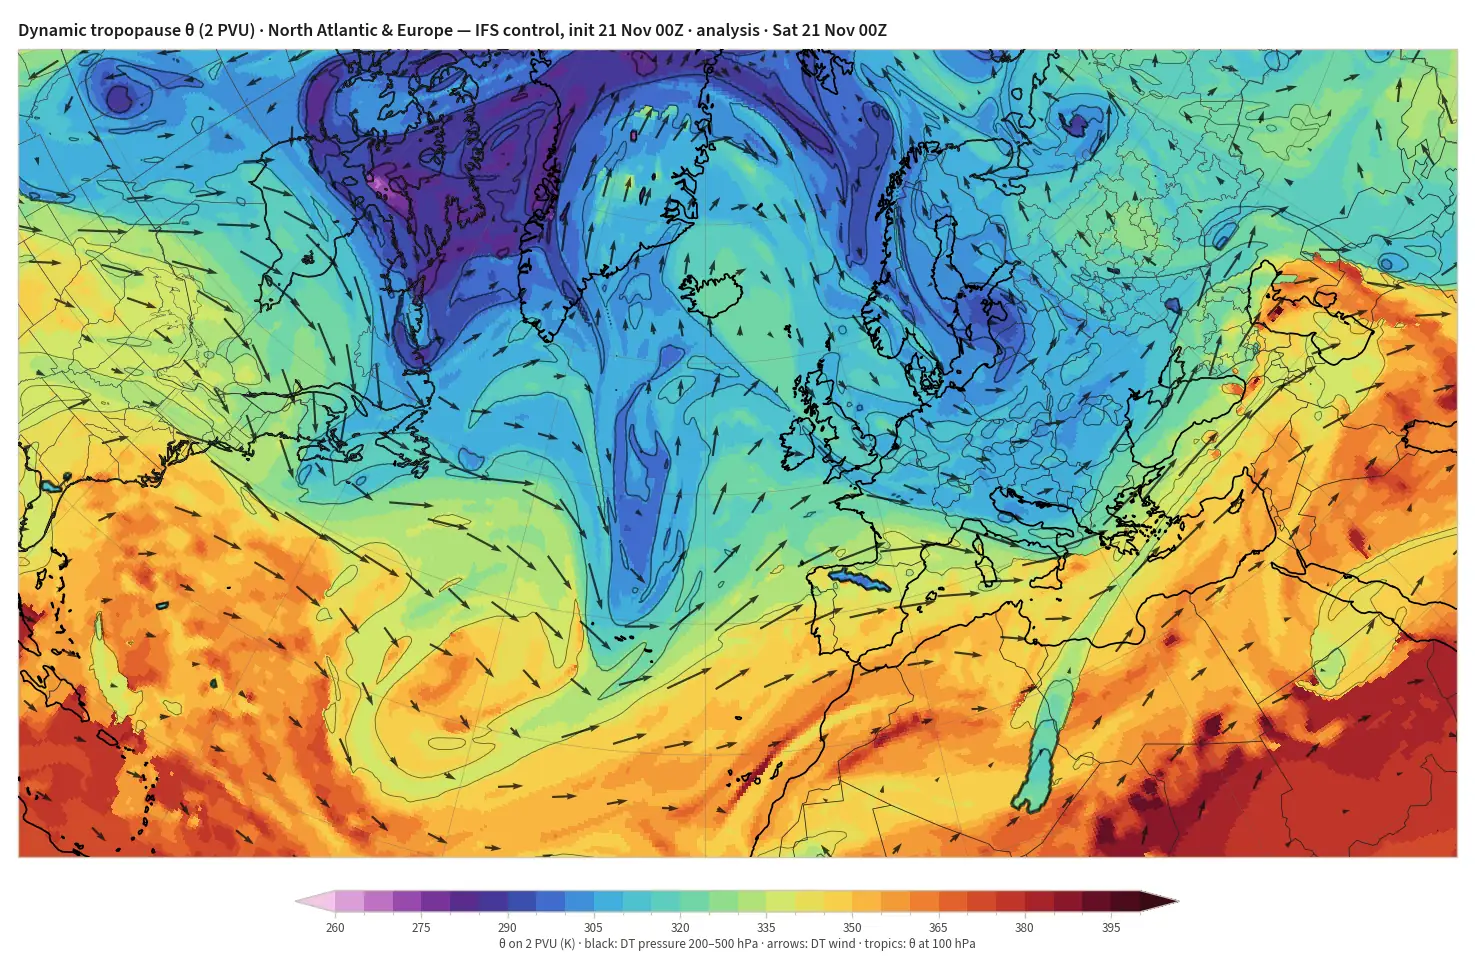 Dynamic tropopause θ (2 PVU) · North Atlantic & Europe — IFS control, init 21 Nov 00Z · analysis · Sat 21 Nov 00Z
260 275 290 305 320 335 350 365 380 395
θ on 2 PVU (K) · black: DT pressure 200–500 hPa · arrows: DT wind · tropics: θ at 100 hPa